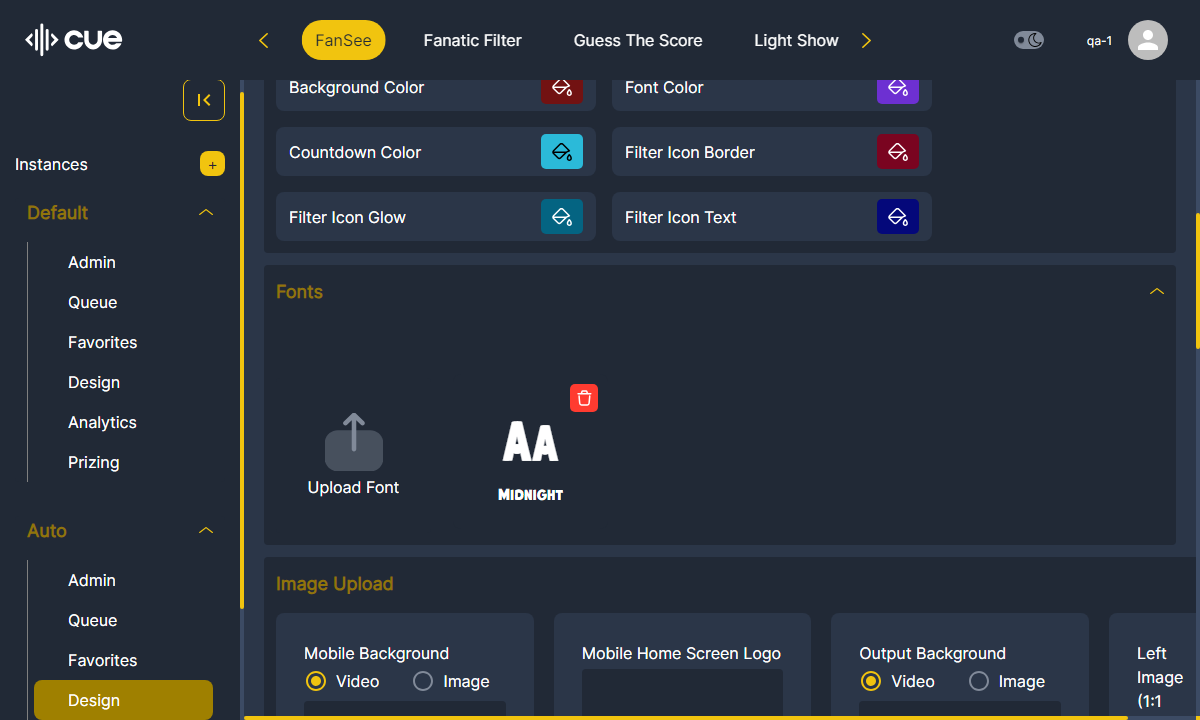 cue
FanSee
Fanatic Filter
Guess The Score
Light Show
qa-1
Instances
+
Default
Admin
Queue
Favorites
Design
Analytics
Prizing
Auto
Admin
Queue
Favorites
Design
Background Color
Font Color
Countdown Color
Filter Icon Border
Filter Icon Glow
Filter Icon Text
Fonts
Upload Font
AA
MIDNIGHT
Image Upload
Mobile Background
Video
Image
Mobile Home Screen Logo
Output Background
Video
Image
Left
Image
(1:1